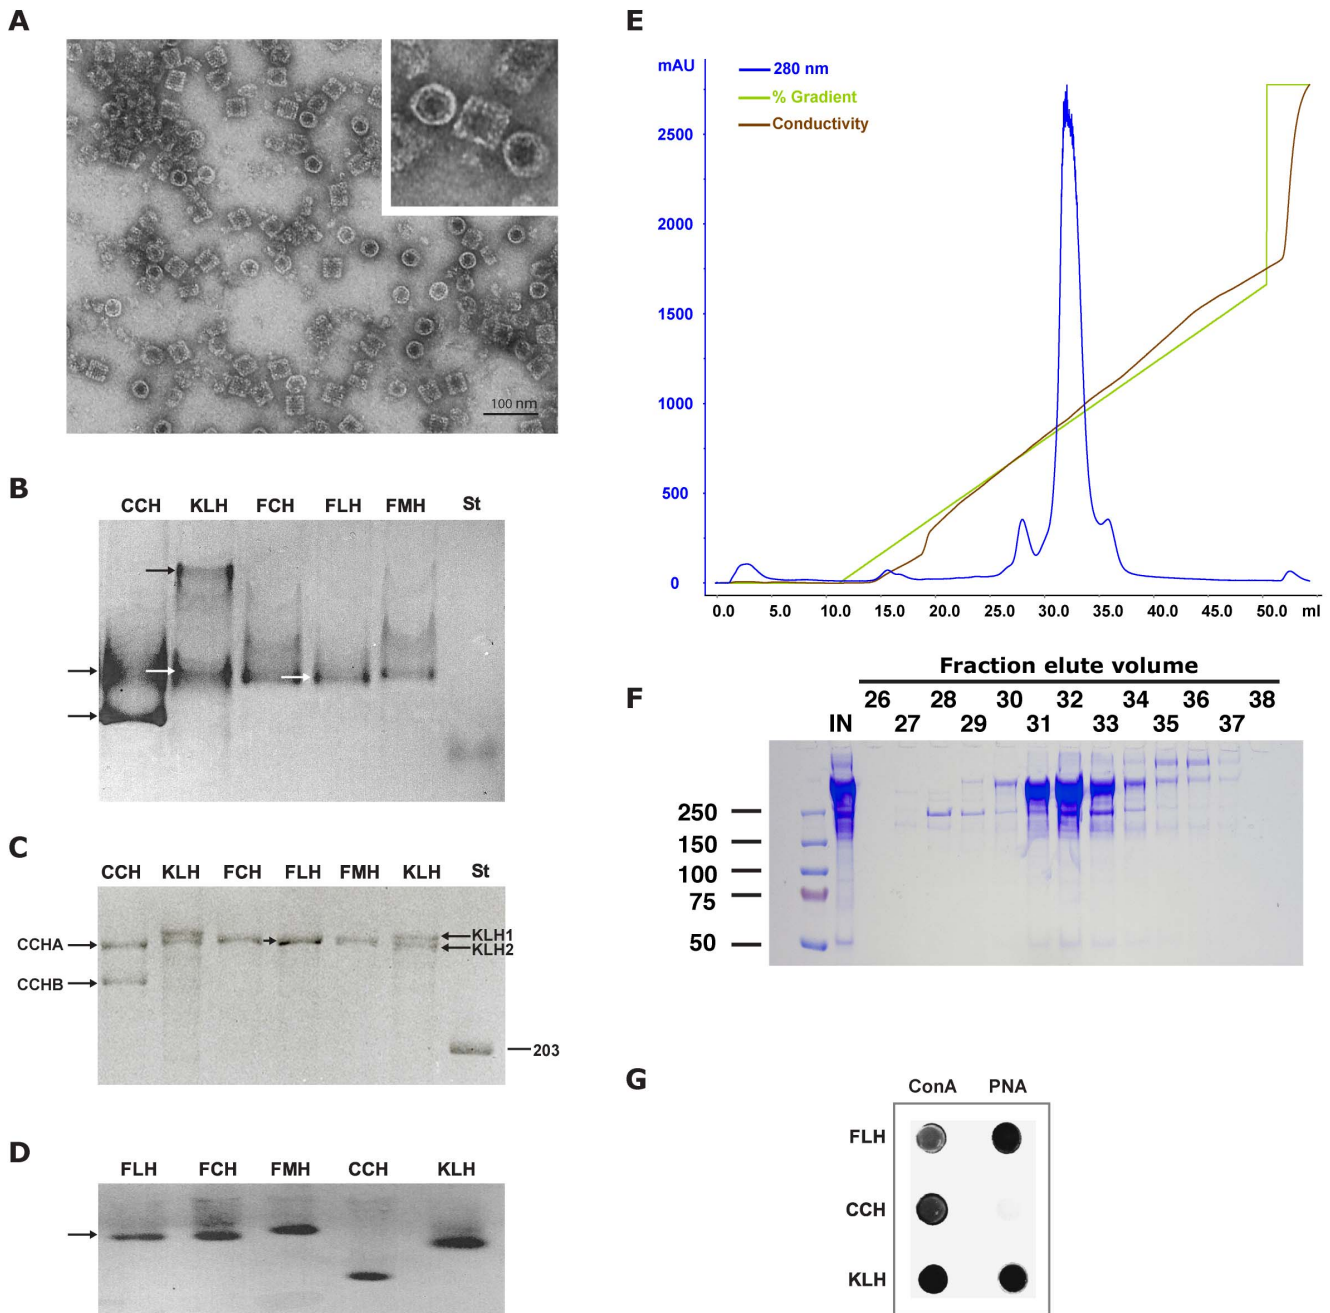 A
100 nm
B
CCH KLH FCH FLH FMH St
C
CCH KLH FCH FLH FMH KLH St
CCHA
CCHB
KLH1
KLH2
203
D
FLH FCH FMH CCH KLH
E
mAU
280 nm
% Gradient
Conductivity
2500
2000
1500
1000
500
0
0.0 5.0 10.0 15.0 20.0 25.0 30.0 35.0 40.0 45.0 50.0 ml
F
Fraction elute volume
26 28 30 32 34 36 38
IN 27 29 31 33 35 37
250
150
100
75
50
G
ConA PNA
FLH
CCH
KLH